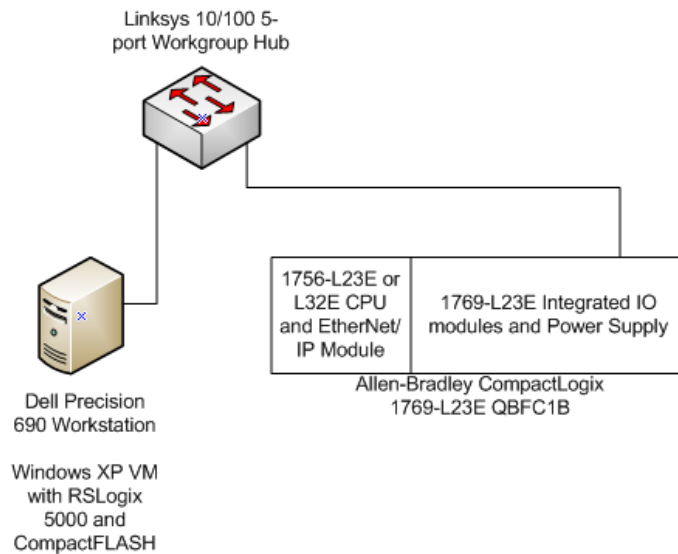 Linksys 10/100 5-
port Workgroup Hub
1756-L23E or
L32E CPU
and EtherNet/
IP Module
1769-L23E Integrated IO
modules and Power Supply
Allen-Bradley CompactLogix
1769-L23E QBFC1B
Dell Precision
690 Workstation
Windows XP VM
with RSLogix
5000 and
CompactFLASH